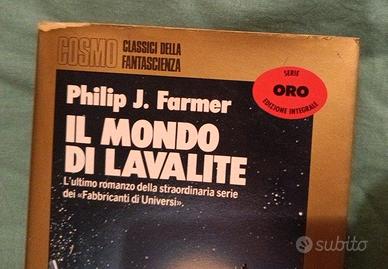 COSMO
CLASSICI DELLA
FANTASCIENZA
SERIE
ORO
EDIZIONE INTEGRALE
Philip J. Farmer
IL MONDO
DI LAVALITE
L'ultimo romanzo della straordinaria serie
dei «Fabbricanti di Universi».
subito